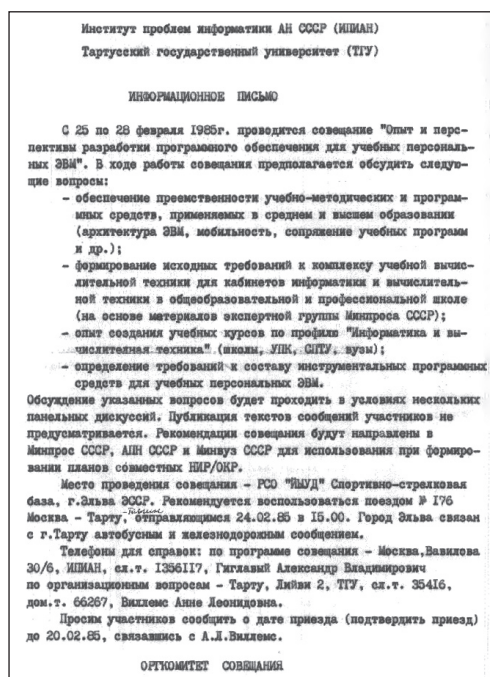 Институт проблем информатики АН СССР (ИПИАН)
Тартусский государственный университет (ТГУ)
ИНФОРМАЦИОННОЕ ПИСЬМО
С 25 по 28 февраля 1985г. проводится совещание "Опыт и перс-
пективы разработки программного обеспечения для учебных персональ-
ных ЭВМ". В ходе работы совещания предполагается обсудить следую-
щие вопросы:
- обеспечение преемственности учебно-методических и програм-
мных средств, применяемых в среднем и высшем образовании
(архитектура ЭВМ, мобильность, сопряжение учебных программ
и др.);
- формирование исходных требований к комплексу учебной вычис-
лительной техники для кабинетов информатики и вычислитель-
ной техники в общеобразовательной и профессиональной школе
(на основе материалов экспертной группы Минпроса СССР);
- опыт создания учебных курсов по профилю "Информатика и вы-
числителная техника" (школы, УПК, СПТУ, вузы);
- определение требований к составу инструментальных программных
средств для учебных персональных ЭВМ.
Обсуждение указанных вопросов будет проходить в условиях нескольких
панельных дискуссий. Публикация текстов сообщений участников не
предусматривается. Рекомендации совещания будут направлены в
Минпрос СССР, АПН СССР и Минвуз СССР для использования при формиро-
вании планов совместных НИР/ОКР.
Место проведения совещания - РСО "ЙЫУД" Спортивно-стрелковая
база, г.Эльва ЭССР. Рекомендуется воспользоваться поездом № 176
Москва - Тарту, отправляющимся 24.02.85 в 15.00. Город Эльва связан
с г.Тарту автобусным и железнодорожным сообщением.
Телефоны для справок: по программе совещания - Москва,Вавилова
30/6, ИПИАН, сл.т. 1356117, Гиглавый Александр Владимирович
по организационным вопросам - Тарту, Лийви 2, ТГУ, сл.т. 35416,
дом.т. 66267, Виллемс Анне Леонидовна.
Просим участников сообщить о дате приезда (подтвердить приезд)
до 20.02.85, связавшись с А.Л.Виллемс.
ОРГКОМИТЕТ СОВЕЩАНИЯ